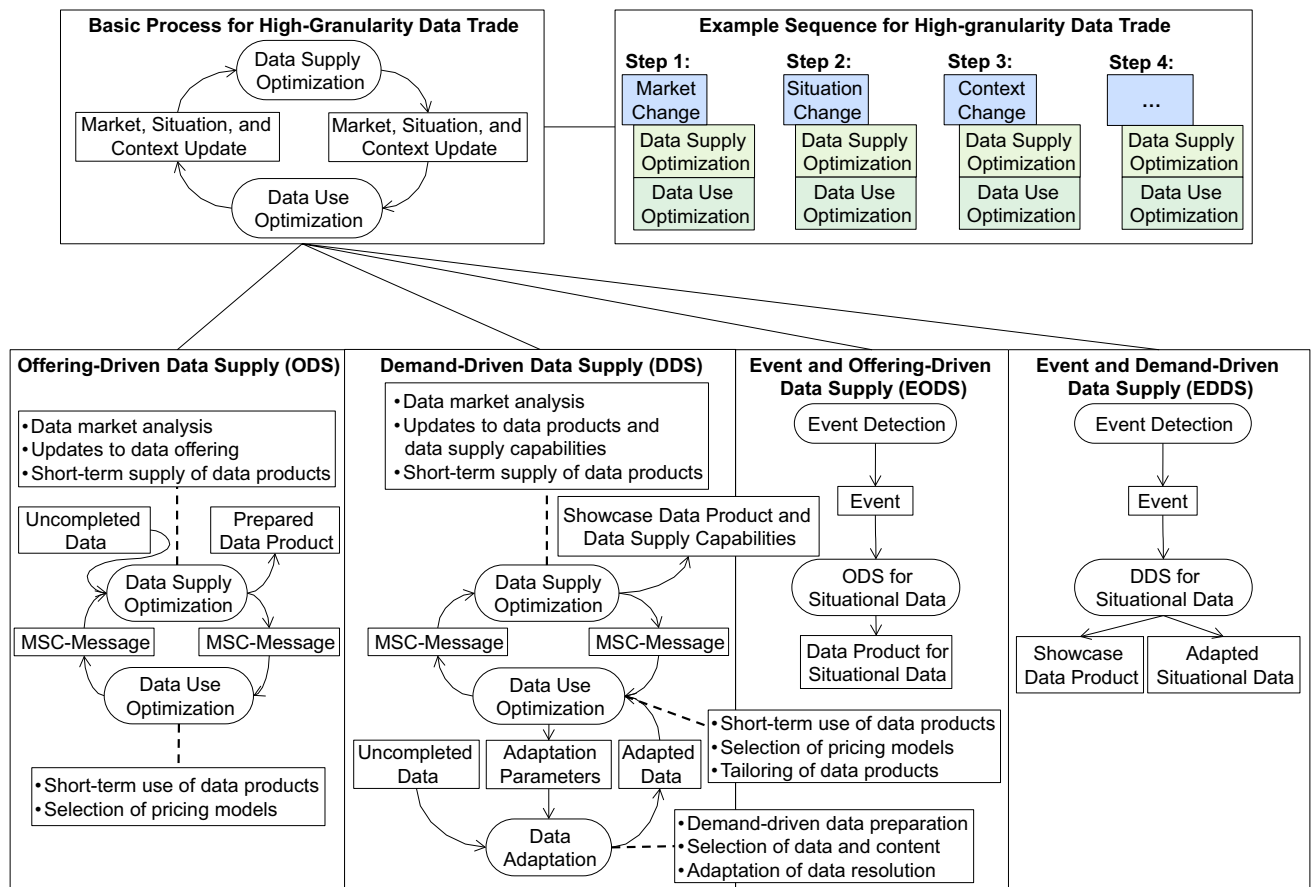 Basic Process for High-Granularity Data Trade
Data Supply
Optimization
Market, Situation, and
Context Update
Market, Situation, and
Context Update
Data Use
Optimization
Example Sequence for High-granularity Data Trade
Step 1:
Market
Change
Data Supply
Optimization
Data Use
Optimization
Step 2:
Situation
Change
Data Supply
Optimization
Data Use
Optimization
Step 3:
Context
Change
Data Supply
Optimization
Data Use
Optimization
Step 4:
...
Data Supply
Optimization
Data Use
Optimization
Offering-Driven Data Supply (ODS)
•Data market analysis
•Updates to data offering
•Short-term supply of data products
Uncompleted
Data
Prepared
Data Product
Data Supply
Optimization
MSC-Message
MSC-Message
Data Use
Optimization
•Short-term use of data products
•Selection of pricing models
Demand-Driven Data Supply (DDS)
•Data market analysis
•Updates to data products and
data supply capabilities
•Short-term supply of data products
Showcase Data Product and
Data Supply Capabilities
Data Supply
Optimization
MSC-Message
MSC-Message
Data Use
Optimization
•Short-term use of data products
•Selection of pricing models
•Tailoring of data products
Uncompleted
Data
Adaptation
Parameters
Adapted
Data
Data
Adaptation
•Demand-driven data preparation
•Selection of data and content
•Adaptation of data resolution
Event and Offering-Driven
Data Supply (EODS)
Event Detection
Event
ODS for
Situational Data
Data Product for
Situational Data
Event and Demand-Driven
Data Supply (EDDS)
Event Detection
Event
DDS for
Situational Data
Showcase
Data Product
Adapted
Situational Data